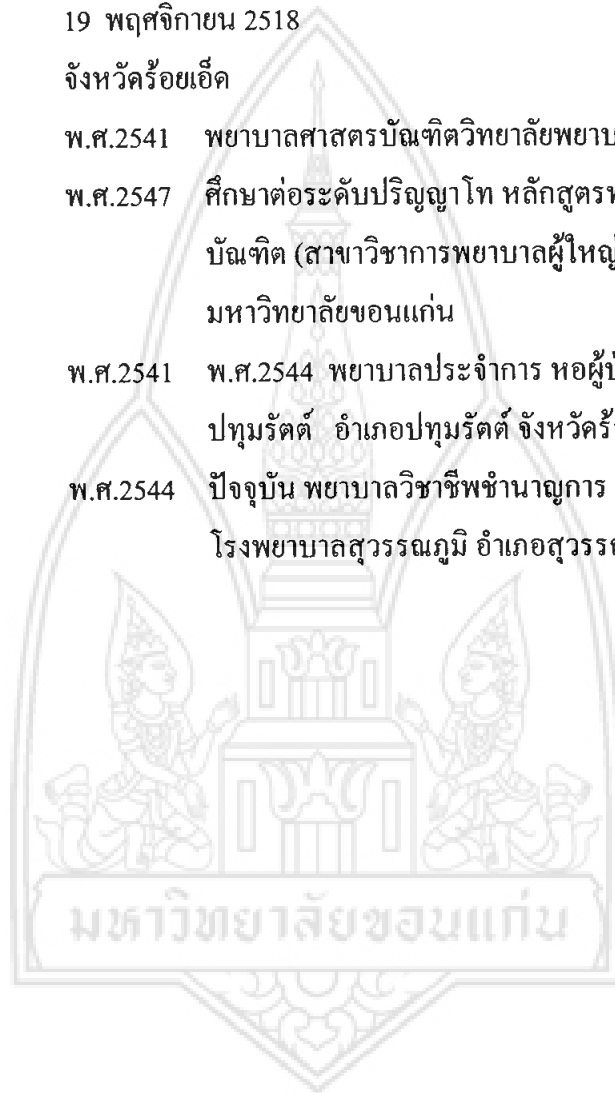 19 พฤศจิกายน 2518
จังหวัดร้อยเอ็ด
พ.ศ.2541 พยาบาลศาสตรบัณฑิตวิทยาลัยพยาบ
พ.ศ.2547 ศึกษาต่อระดับปริญญาโท หลักสูตร
บัณฑิต (สาขาวิชาการพยาบาลผู้ใหญ่
มหาวิทยาลัยขอนแก่น
พ.ศ.2541 พ.ศ.2544 พยาบาลประจำการ หอผู้ป
ปทุมรัตต์ อำเภอปทุมรัตต์ จังหวัดร้
พ.ศ.2544 ปัจจุบัน พยาบาลวิชาชีพชำนาญการ
โรงพยาบาลสุวรรณภูมิ อำเภอสุวรรณ
มหาวิทยาลัยขอนแก่น